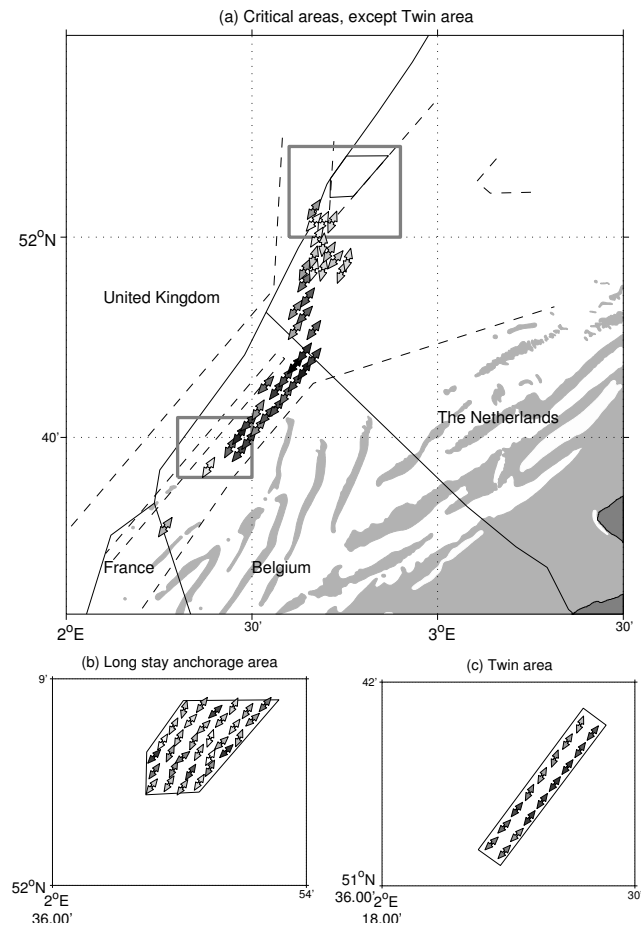 (a) Critical areas, except Twin area
52°N
United Kingdom
The Netherlands
40'
France
Belgium
2°E
30'
3°E
30'
(b) Long stay anchorage area
(c) Twin area
9'
42'
52°N
2°E
36.00'
54'
51°N
36.00'
2°E
18.00'
30'